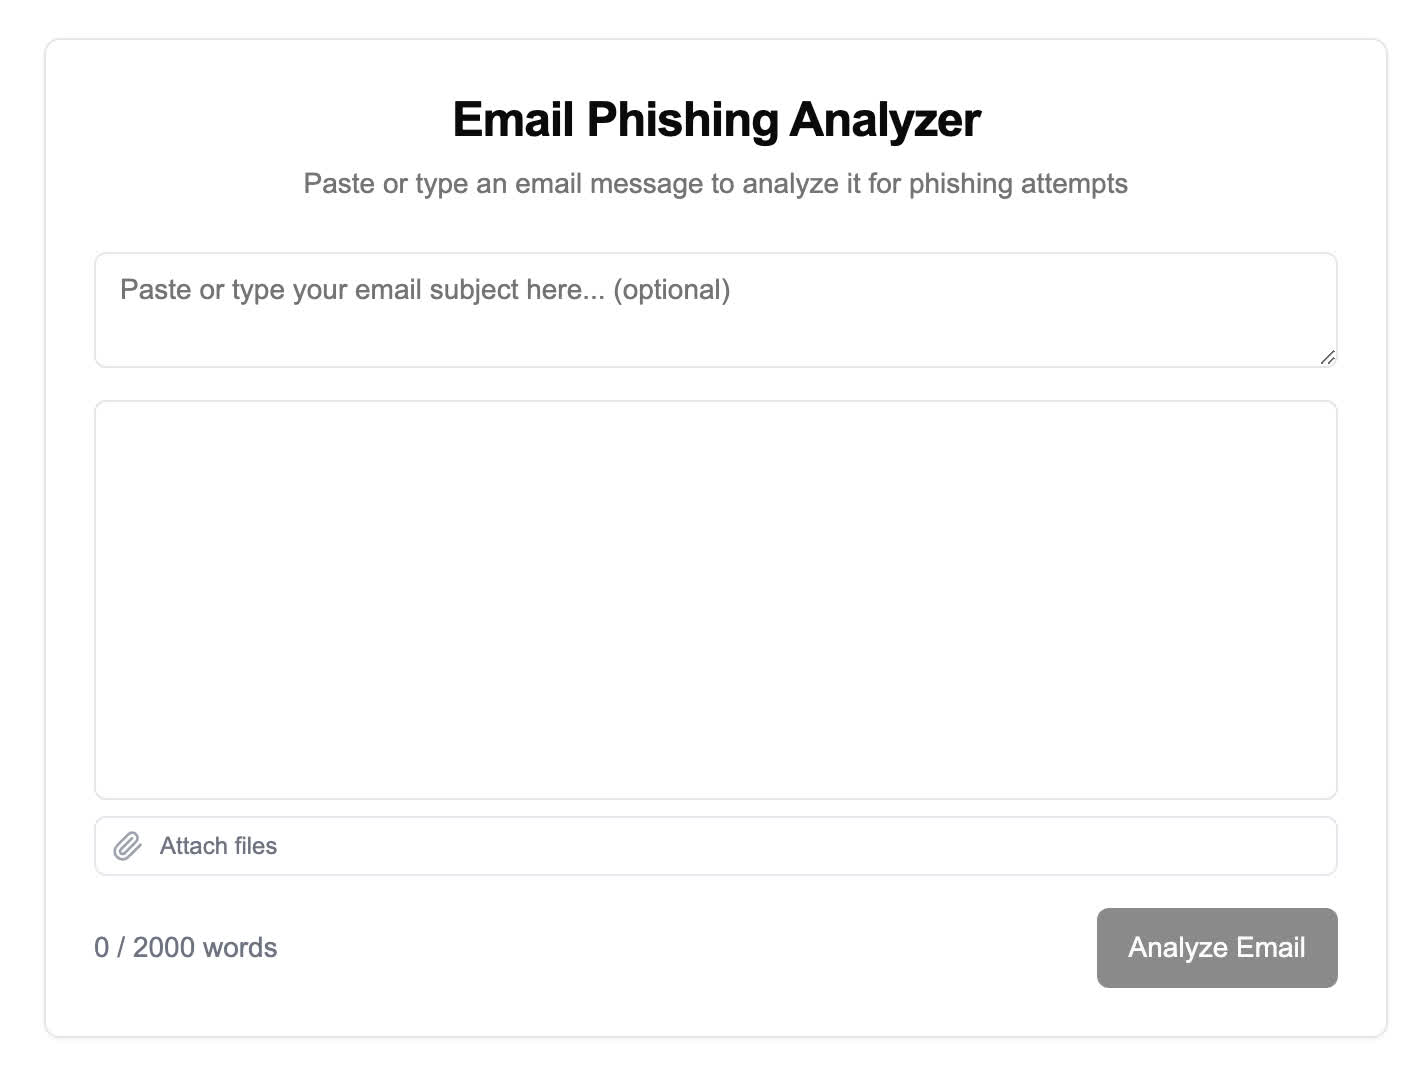 Email Phishing Analyzer
Paste or type an email message to analyze it for phishing attempts
Paste or type your email subject here... (optional)
Attach files
0 / 2000 words
Analyze Email